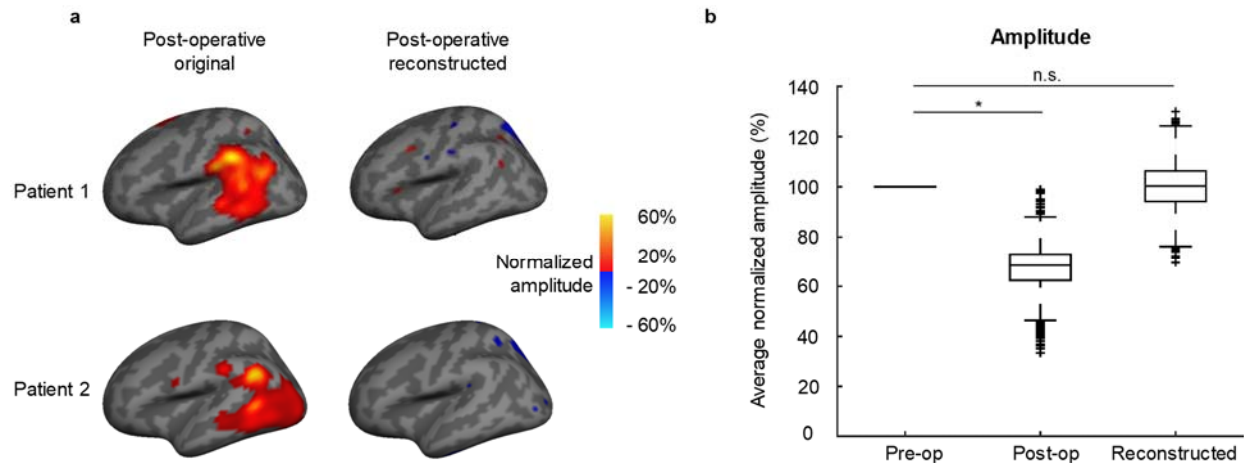 a
Post-operative
original
Post-operative
reconstructed
Patient 1
Patient 2
Normalized
amplitude
60%
20%
- 20%
- 60%
b
Amplitude
n.s.
*
Average normalized amplitude (%)
140
120
100
80
60
40
20
0
Pre-op
Post-op
Reconstructed